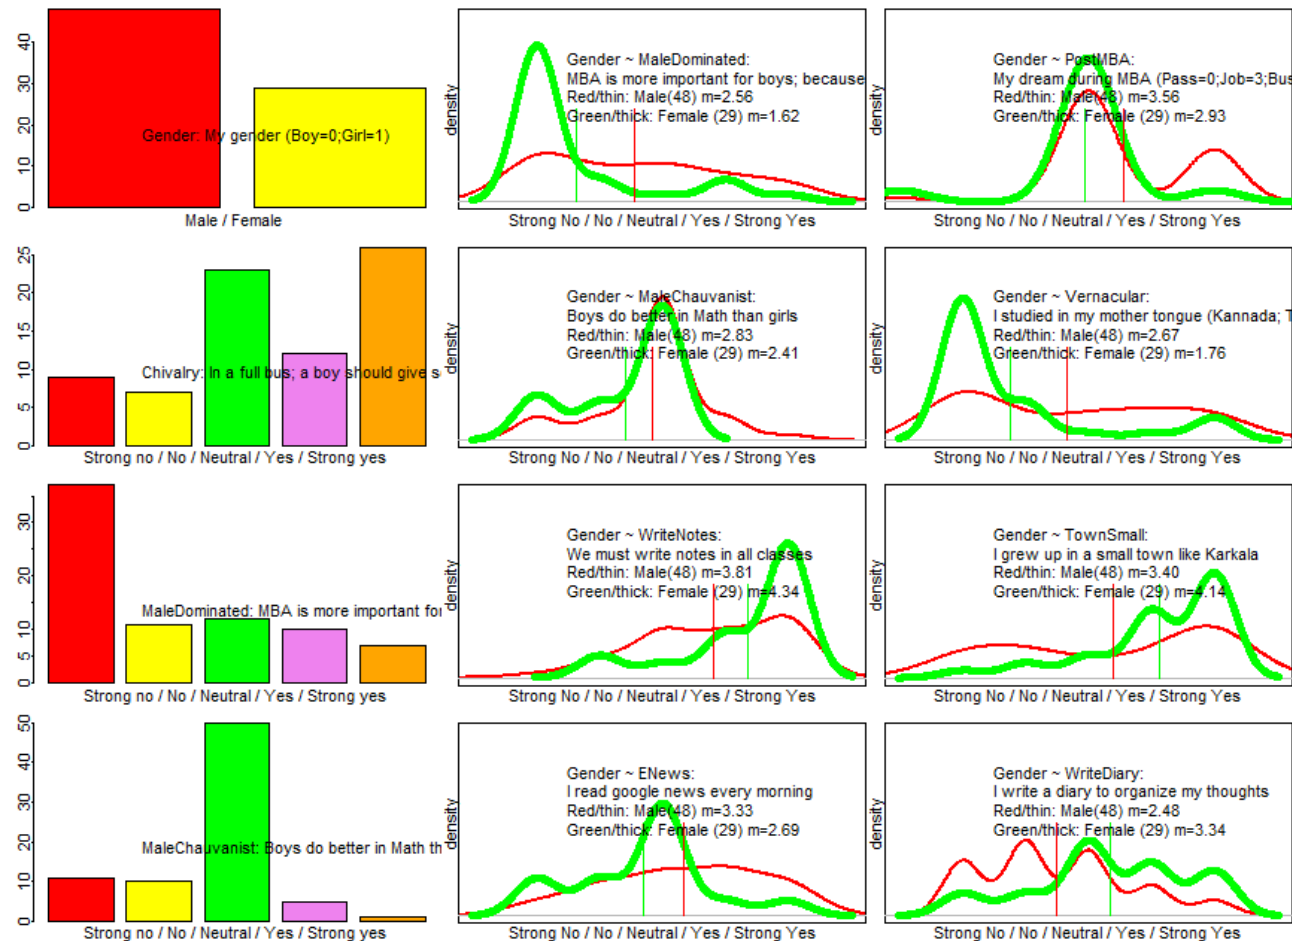 0 10 20 30 40
Gender: My gender (Boy=0;Girl=1)
Male / Female
density
Gender ~ MaleDominated:
MBA is more important for boys; because
Red/thin: Male(48) m=2.56
Green/thick: Female (29) m=1.62
Strong No / No / Neutral / Yes / Strong Yes
density
Gender ~ PostMBA:
My dream during MBA (Pass=0;Job=3;Bus
Red/thin: Male(48) m=3.56
Green/thick: Female (29) m=2.93
Strong No / No / Neutral / Yes / Strong Yes
0 5 10 15 20 25
Chivalry: In a full bus; a boy should give s
Strong no / No / Neutral / Yes / Strong yes
density
Gender ~ MaleChauvanist:
Boys do better in Math than girls
Red/thin: Male(48) m=2.83
Green/thick: Female (29) m=2.41
Strong No / No / Neutral / Yes / Strong Yes
density
Gender ~ Vernacular:
I studied in my mother tongue (Kannada; T
Red/thin: Male(48) m=2.67
Green/thick: Female (29) m=1.76
Strong No / No / Neutral / Yes / Strong Yes
0 5 10 20 30
MaleDominated: MBA is more important for
Strong no / No / Neutral / Yes / Strong yes
density
Gender ~ WriteNotes:
We must write notes in all classes
Red/thin: Male(48) m=3.81
Green/thick: Female (29) m=4.34
Strong No / No / Neutral / Yes / Strong Yes
density
Gender ~ TownSmall:
I grew up in a small town like Karkala
Red/thin: Male(48) m=3.40
Green/thick: Female (29) m=4.14
Strong No / No / Neutral / Yes / Strong Yes
0 10 20 30 40 50
MaleChauvanist: Boys do better in Math th
Strong no / No / Neutral / Yes / Strong yes
density
Gender ~ ENews:
I read google news every morning
Red/thin: Male(48) m=3.33
Green/thick: Female (29) m=2.69
Strong No / No / Neutral / Yes / Strong Yes
density
Gender ~ WriteDiary:
I write a diary to organize my thoughts
Red/thin: Male(48) m=2.48
Green/thick: Female (29) m=3.34
Strong No / No / Neutral / Yes / Strong Yes